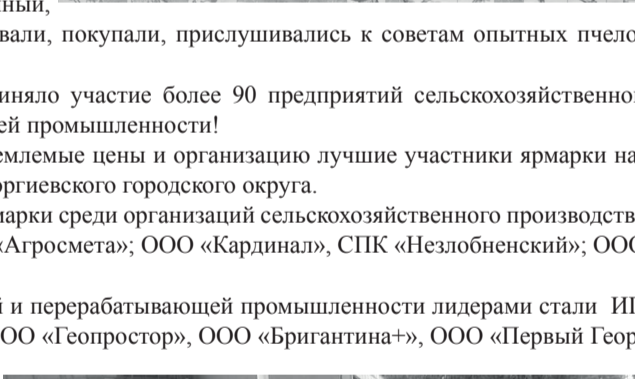 ный,
вали, покупали, прислушивались к советам опытных пчело
иняло участие более 90 предприятий сельскохозяйственно
ей промышленности!
емлемые цены и организацию лучшие участники ярмарки на
оргиевского городского округа.
марки среди организаций сельскохозяйственного производств
«Агросмета»; ООО «Кардинал», СПК «Незлобненский»; ООО
й и перерабатывающей промышленности лидерами стали ИП
ОО «Геопростор», ООО «Бригантина+», ООО «Первый Геор